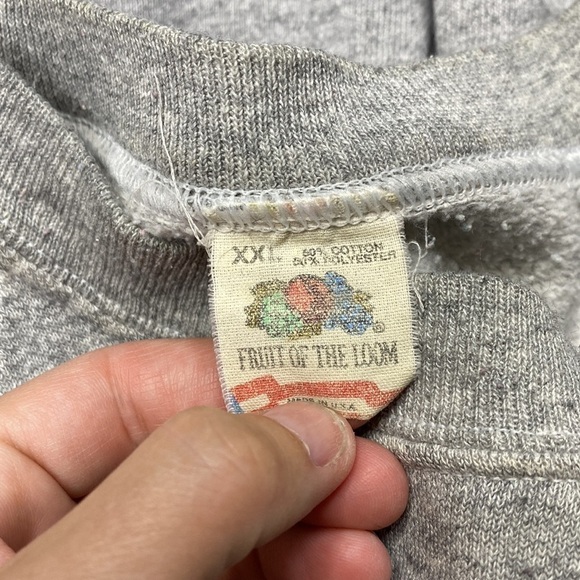 XXL
50% COTTON
50% POLYESTER
®
FRUIT OF THE LOOM
MADE IN U.S.A.